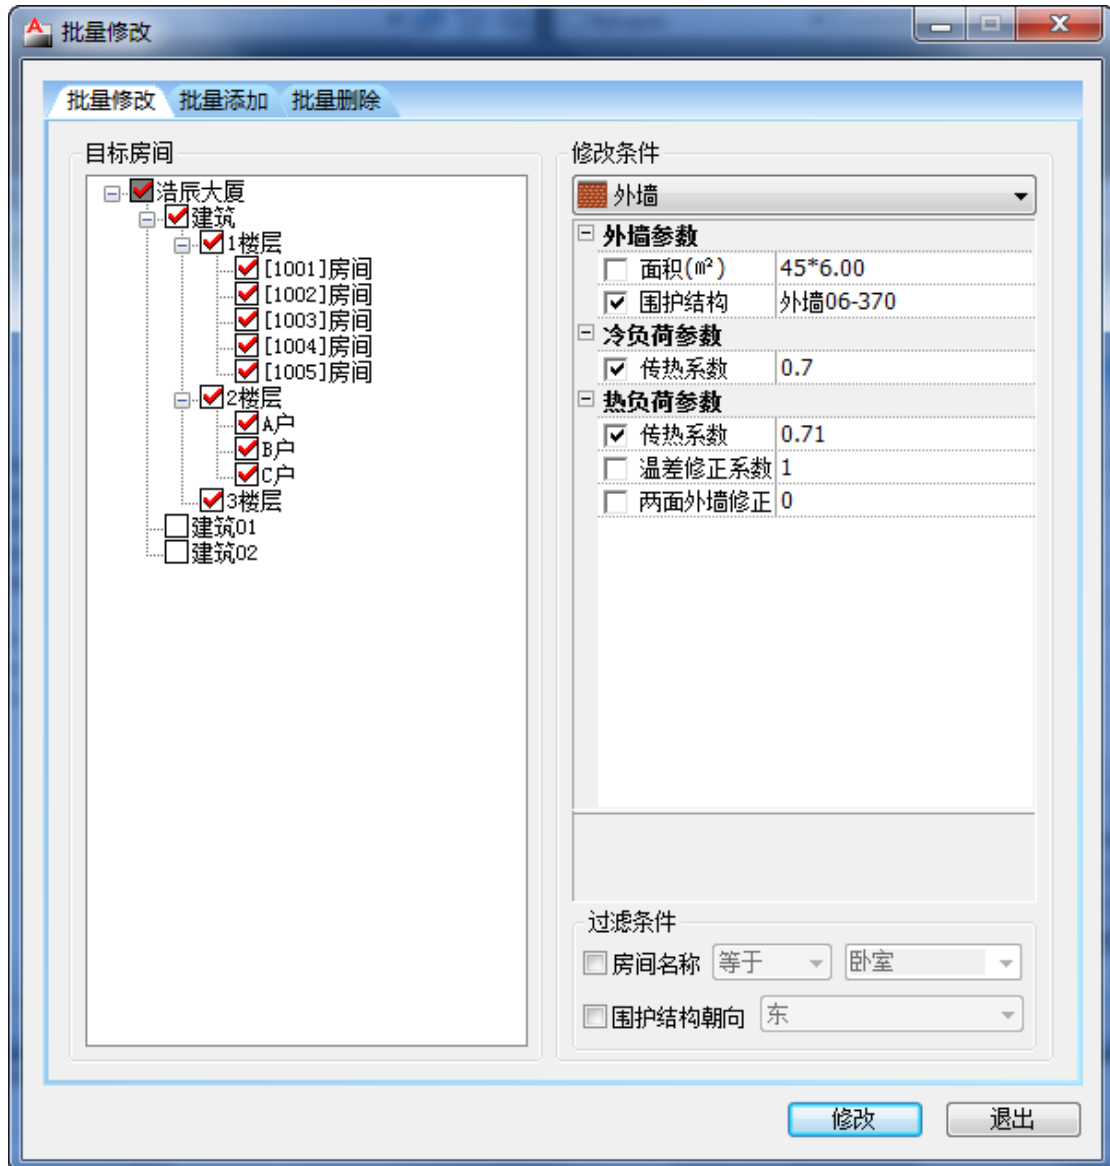 批量修改
批量修改 批量添加 批量删除
目标房间
浩辰大厦
建筑
1楼层
[1001]房间
[1002]房间
[1003]房间
[1004]房间
[1005]房间
2楼层
A户
B户
C户
3楼层
建筑01
建筑02
修改条件
外墙
外墙参数
面积(㎡) 45*6.00
围护结构 外墙06-370
冷负荷参数
传热系数 0.7
热负荷参数
传热系数 0.71
温差修正系数 1
两面外墙修正 0
过滤条件
房间名称 等于 卧室
围护结构朝向 东
修改 退出